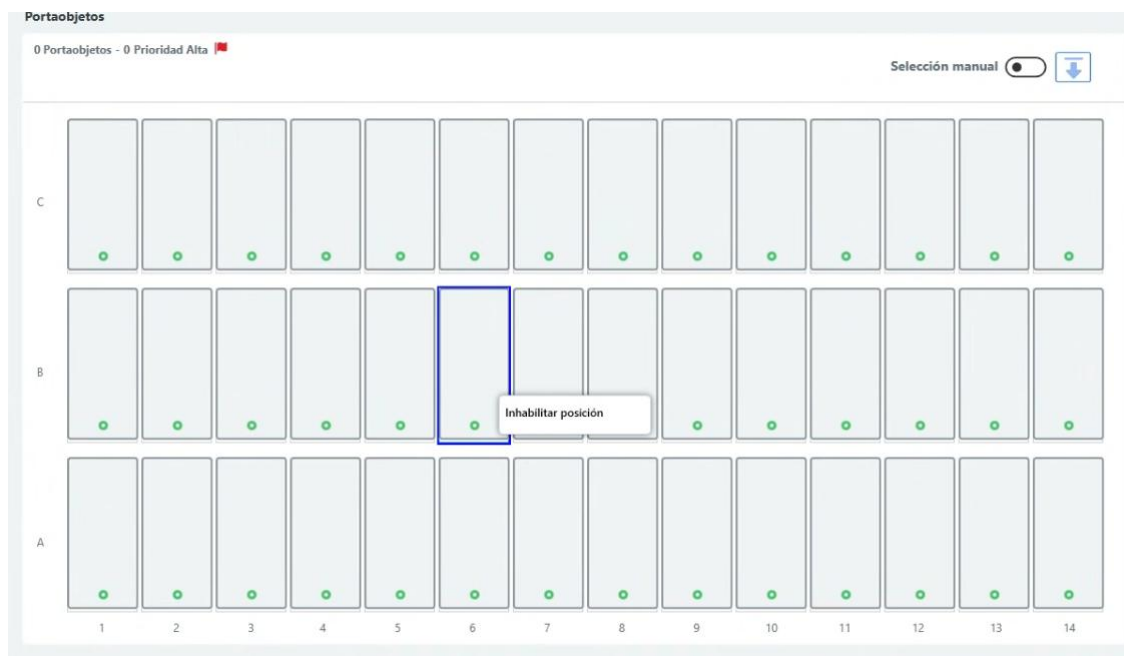 Portaobjetos
0 Portaobjetos - 0 Prioridad Alta
Selección manual
C
B
Inhabilitar posición
A
1 2 3 4 5 6 7 8 9 10 11 12 13 14